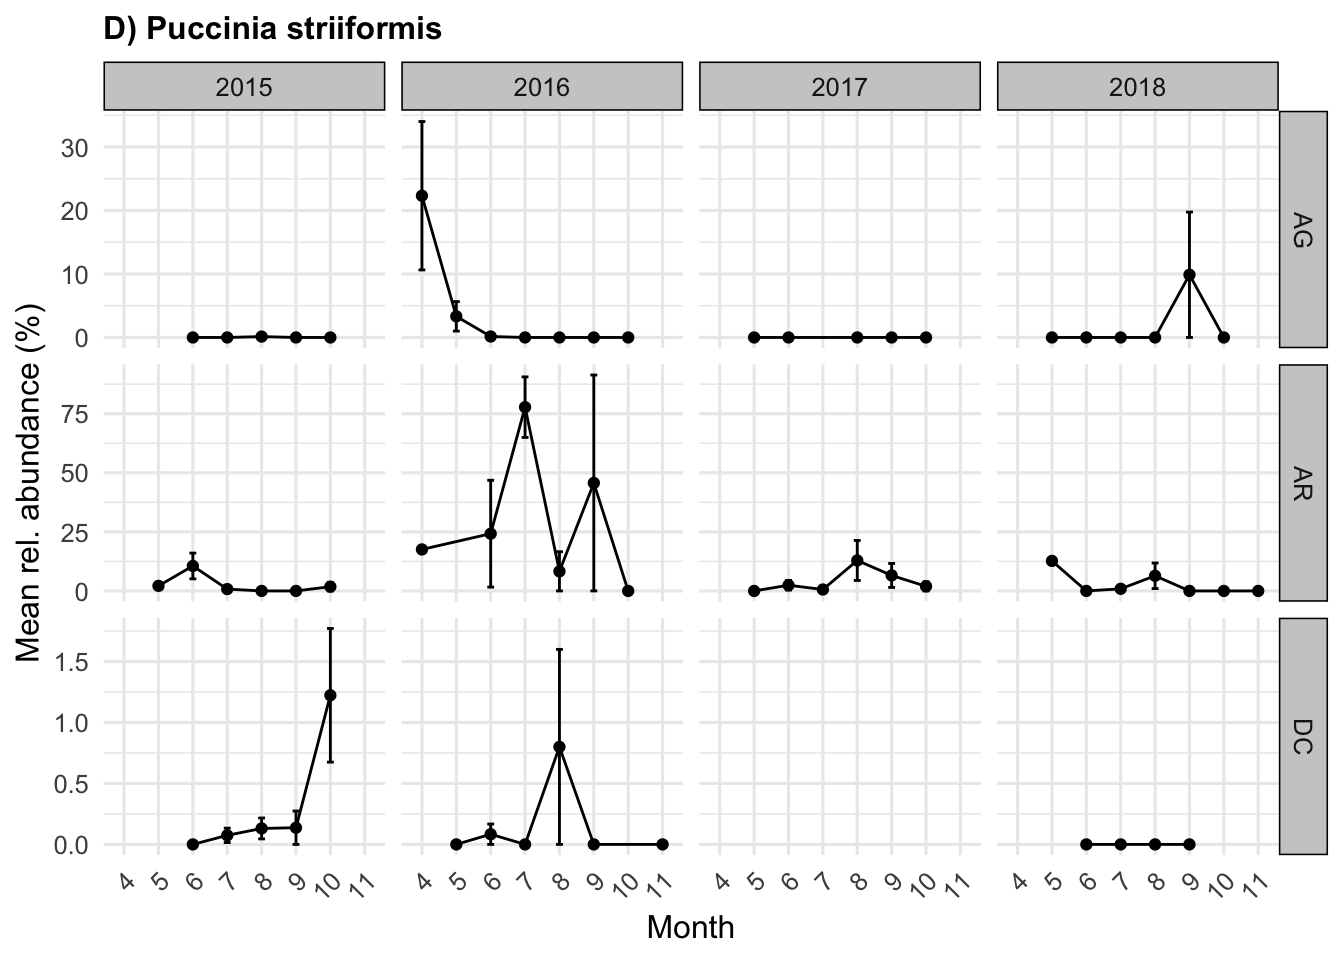 D) Puccinia striiformis
2015 2016 2017 2018
30
20
10
0
AG
75
50
25
0
AR
1.5
1.0
0.5
0.0
DC
Mean rel. abundance (%)
4 5 6 7 8 9 10 11 4 5 6 7 8 9 10 11 4 5 6 7 8 9 10 11 4 5 6 7 8 9 10 11
Month